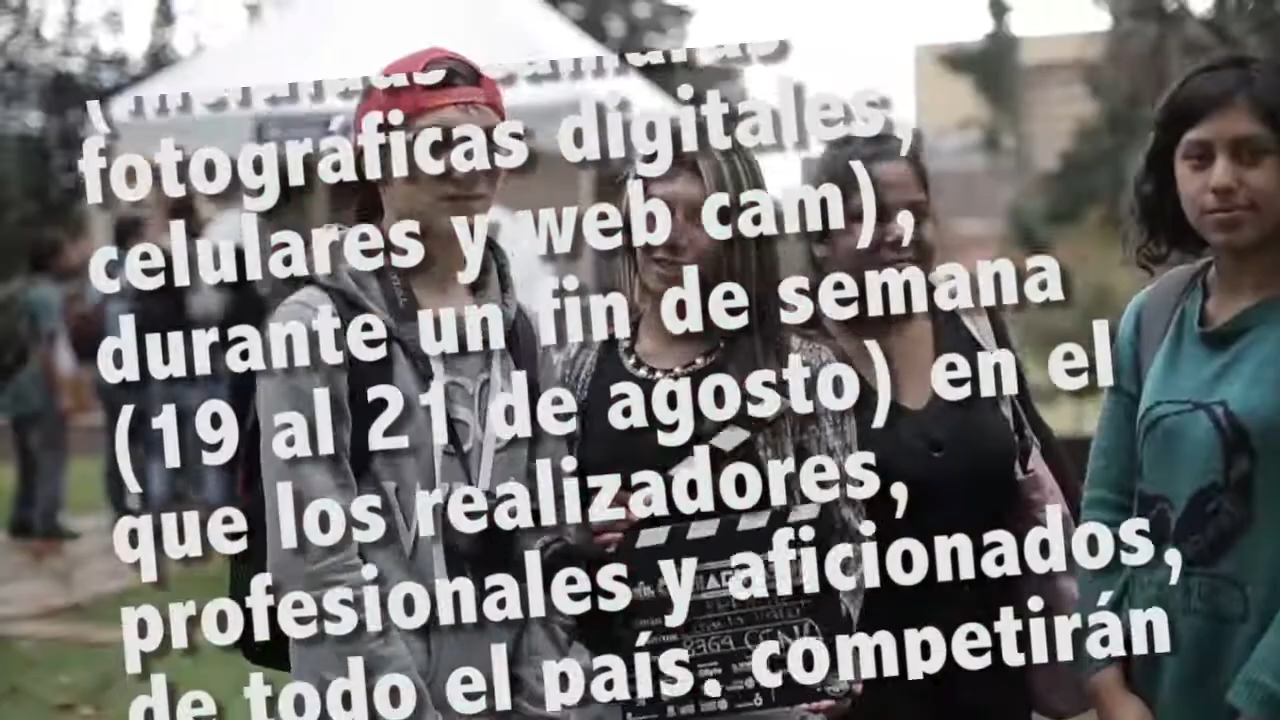 fotográficas digitales,
celulares y web cam),
durante un fin de semana
(19 al 21 de agosto) en el
que los realizadores,
profesionales y aficionados,
de todo el país. competirán